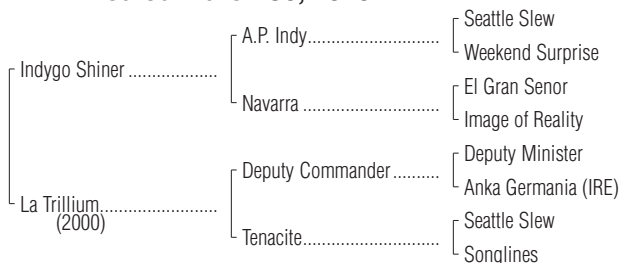 Seattle Slew
A.P. Indy
Weekend Surprise
Indygo Shiner
El Gran Senor
Navarra
Image of Reality
Deputy Minister
Deputy Commander
Anka Germania (IRE)
La Trillium
(2000)
Seattle Slew
Tenacite
Songlines